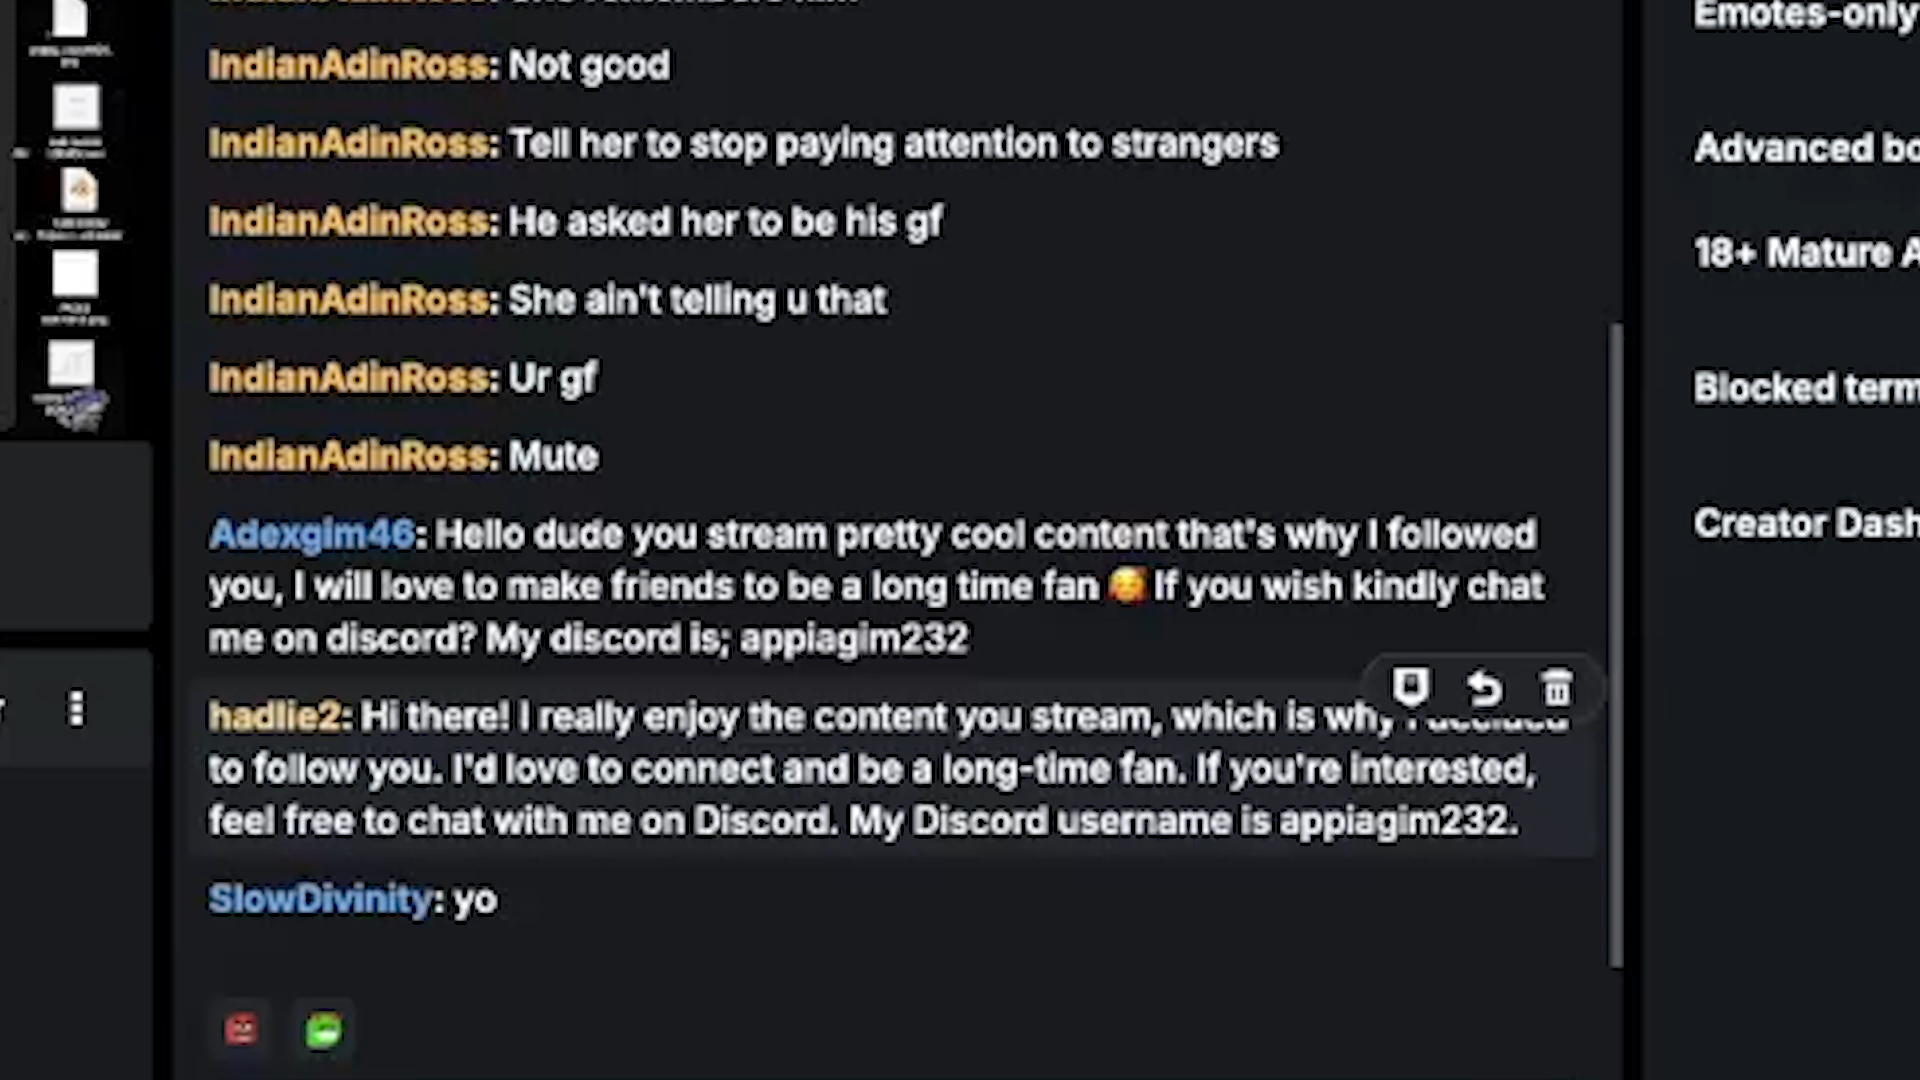 Emotes-only
IndianAdinRoss: Not good
IndianAdinRoss: Tell her to stop paying attention to strangers
Advanced bo
IndianAdinRoss: He asked her to be his gf
18+ Mature A
IndianAdinRoss: She ain't telling u that
IndianAdinRoss: Ur gf
Blocked term
IndianAdinRoss: Mute
Creator Dash
Adexgim46: Hello dude you stream pretty cool content that's why I followed
you, I will love to make friends to be a long time fan 🥰 If you wish kindly chat
me on discord? My discord is; appiagim232
hadlie2: Hi there! I really enjoy the content you stream, which is why I decided
to follow you. I'd love to connect and be a long-time fan. If you're interested,
feel free to chat with me on Discord. My Discord username is appiagim232.
SlowDivinity: yo